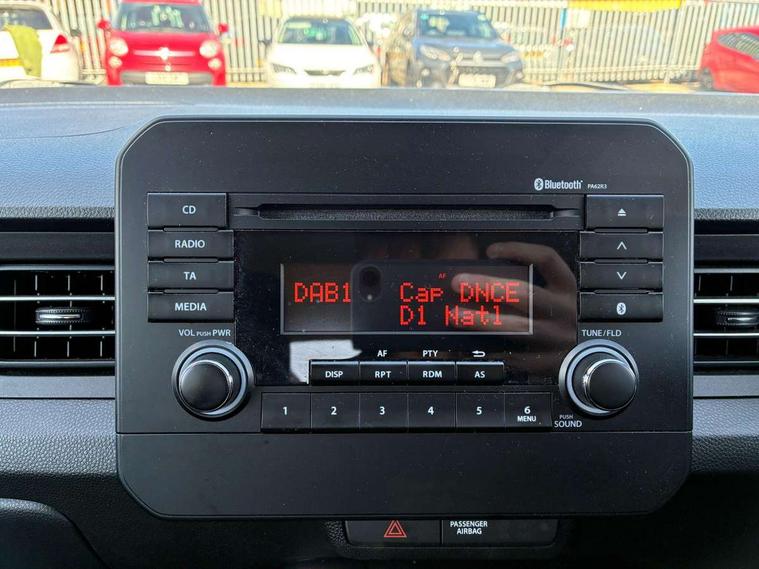 Bluetooth PA62R3
CD
RADIO
TA
MEDIA
AF
DAB1 Cap DNCE
D1 Natl
VOL PUSH PWR
TUNE/FLD
AF PTY
DISP RPT RDM AS
1 2 3 4 5 6
MENU
PUSH
SOUND
PASSENGER
AIRBAG